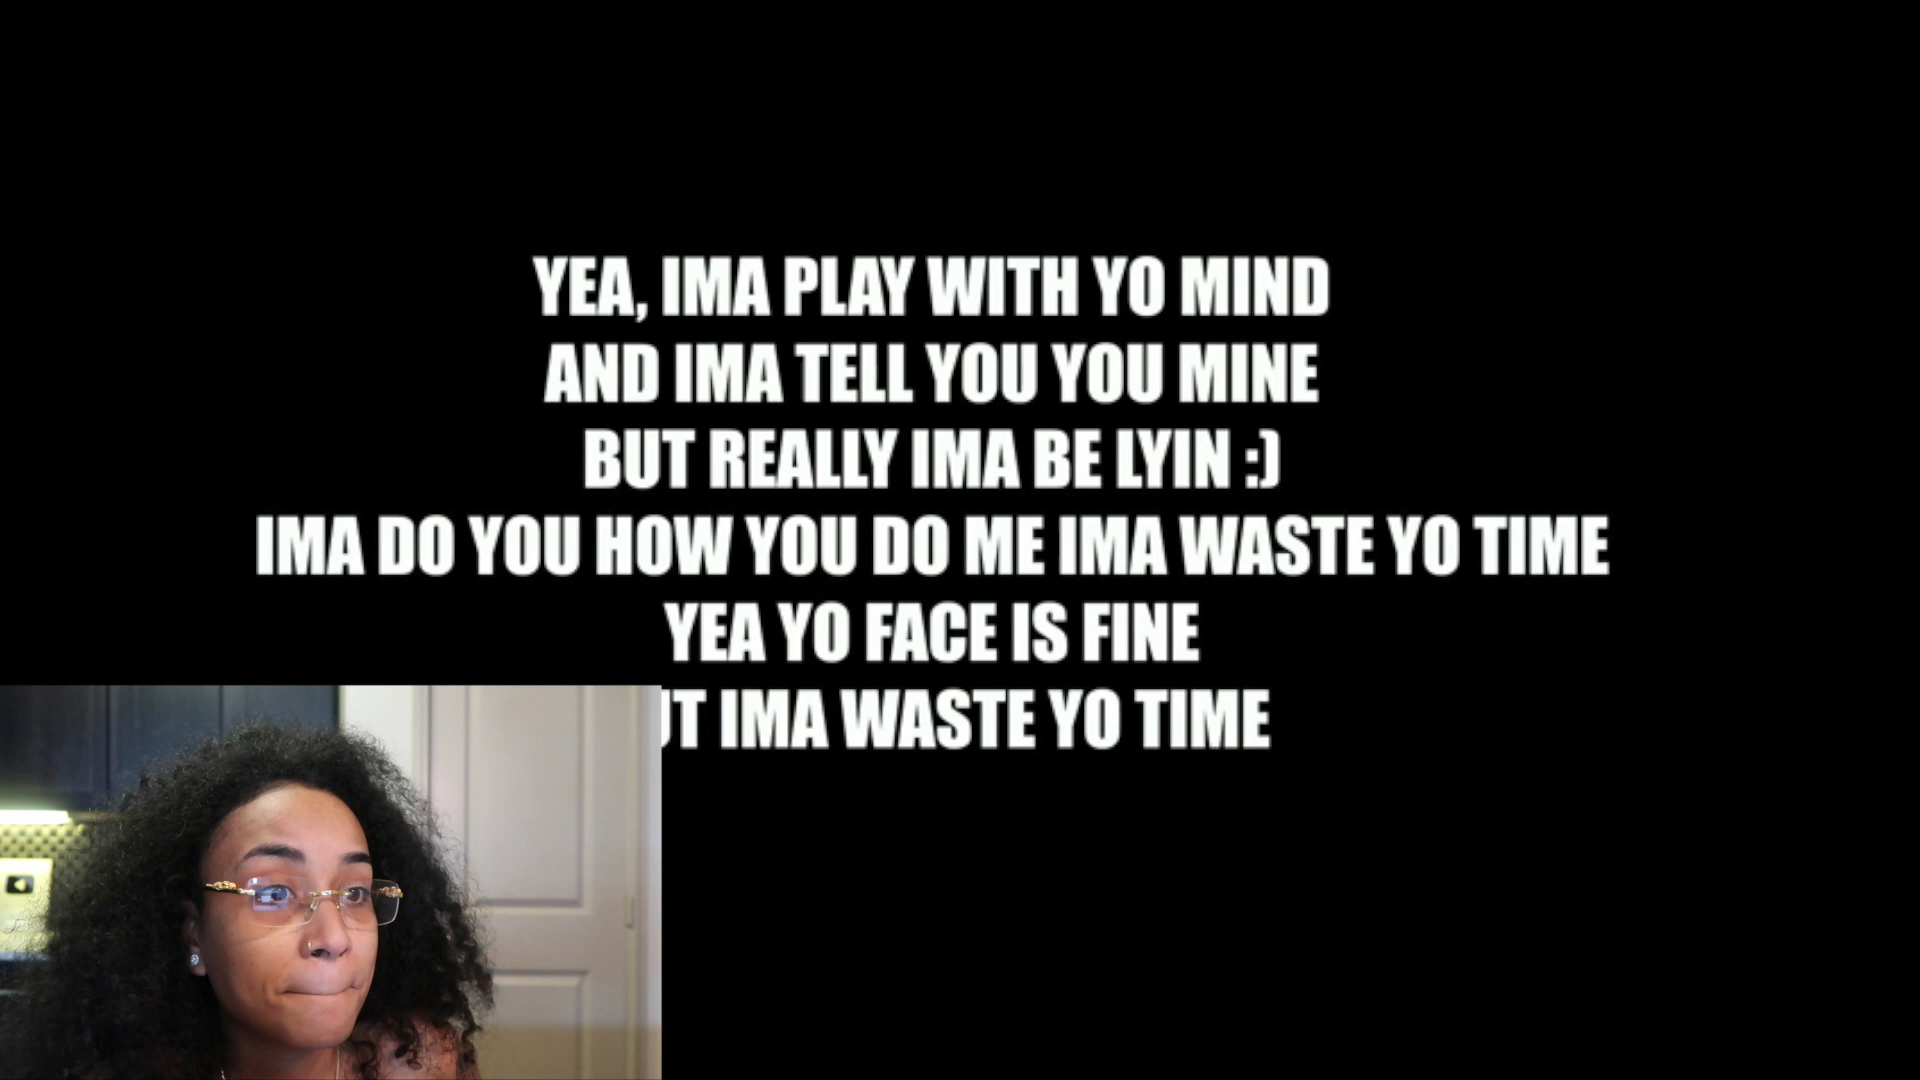 YEA, IMA PLAY WITH YO MIND
AND IMA TELL YOU YOU MINE
BUT REALLY IMA BE LYIN :)
IMA DO YOU HOW YOU DO ME IMA WASTE YO TIME
YEA YO FACE IS FINE
IMA WASTE YO TIME